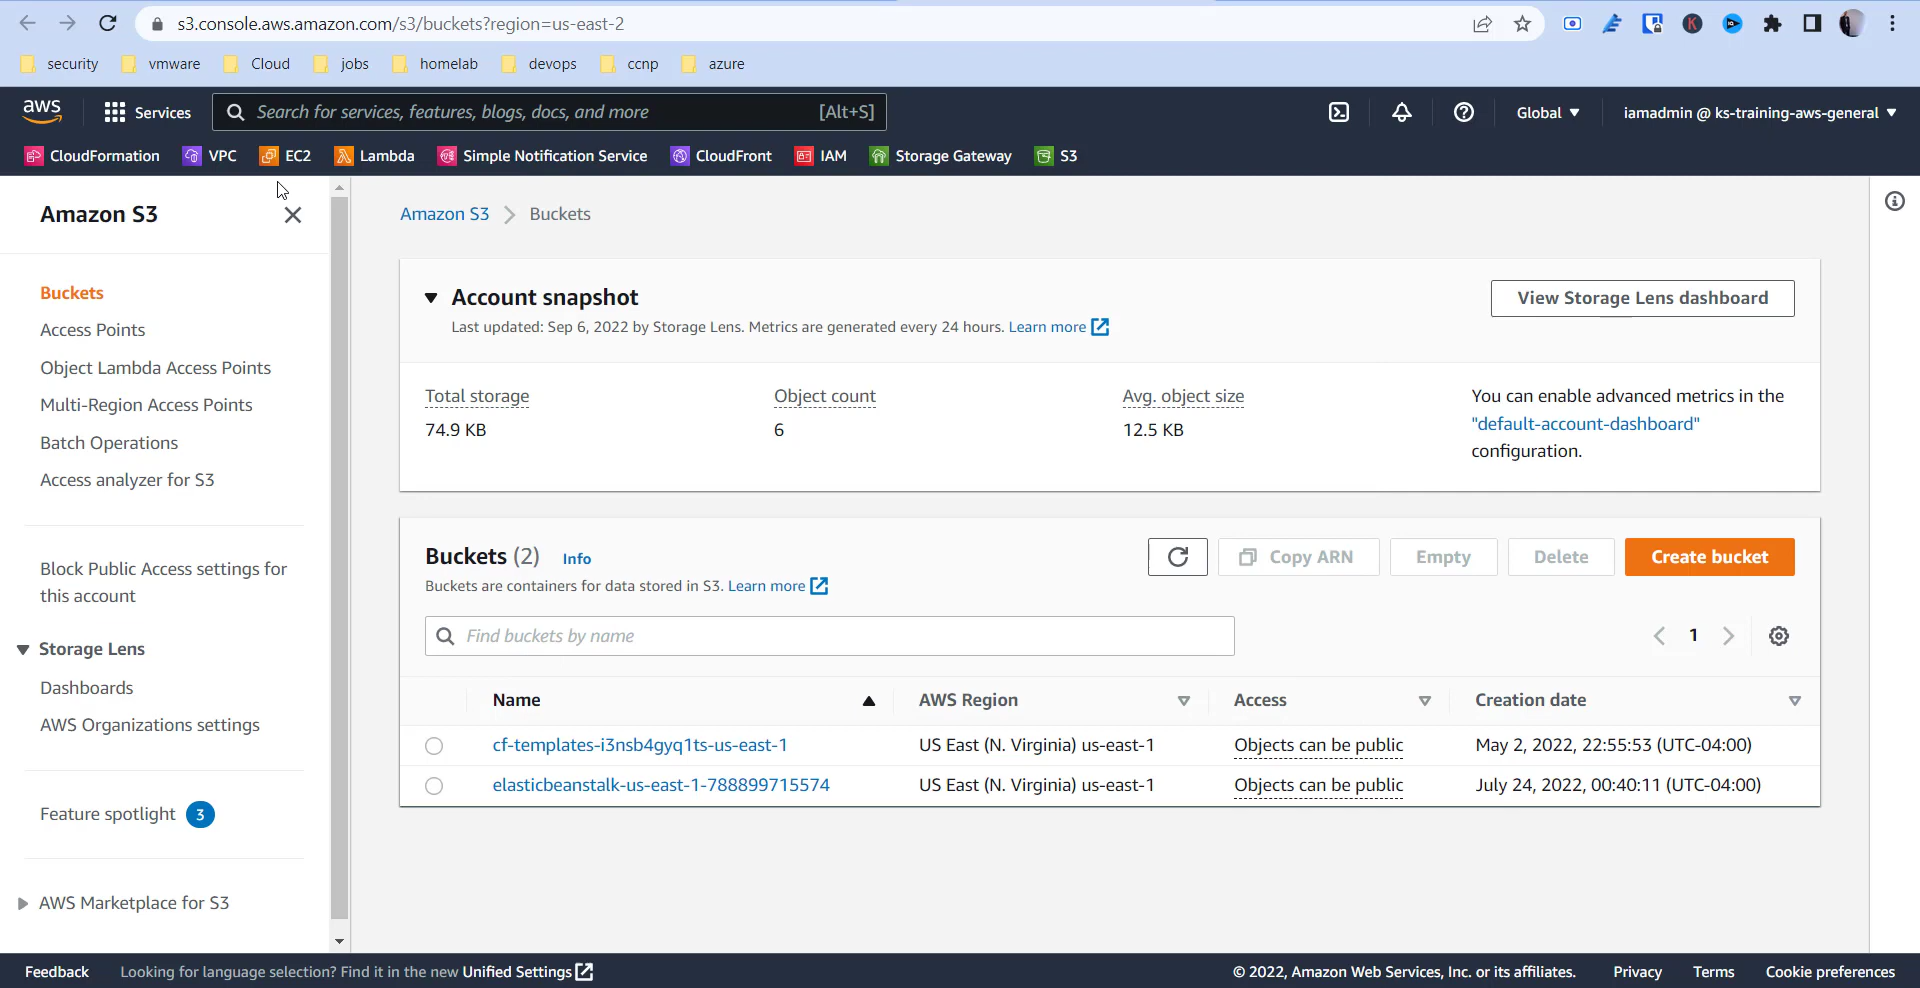 s3.console.aws.amazon.com/s3/buckets?region=us-east-2
security vmware Cloud jobs homelab devops ccnp azure
aws Services Search for services, features, blogs, docs, and more [Alt+S] Global iamadmin @ ks-training-aws-general
CloudFormation VPC EC2 Lambda Simple Notification Service CloudFront IAM Storage Gateway S3
Amazon S3
Buckets
Access Points
Object Lambda Access Points
Multi-Region Access Points
Batch Operations
Access analyzer for S3
Block Public Access settings for
this account
Storage Lens
Dashboards
AWS Organizations settings
Feature spotlight 3
AWS Marketplace for S3
Amazon S3 Buckets
Account snapshot
View Storage Lens dashboard
Last updated: Sep 6, 2022 by Storage Lens. Metrics are generated every 24 hours. Learn more
Total storage Object count Avg. object size
74.9 KB 6 12.5 KB
You can enable advanced metrics in the
"default-account-dashboard"
configuration.
Buckets (2) Info
Copy ARN Empty Delete Create bucket
Buckets are containers for data stored in S3. Learn more
Find buckets by name
1
Name AWS Region Access Creation date
cf-templates-i3nsb4gyq1ts-us-east-1 US East (N. Virginia) us-east-1 Objects can be public May 2, 2022, 22:55:53 (UTC-04:00)
elasticbeanstalk-us-east-1-788899715574 US East (N. Virginia) us-east-1 Objects can be public July 24, 2022, 00:40:11 (UTC-04:00)
Feedback Looking for language selection? Find it in the new Unified Settings © 2022, Amazon Web Services, Inc. or its affiliates. Privacy Terms Cookie preferences